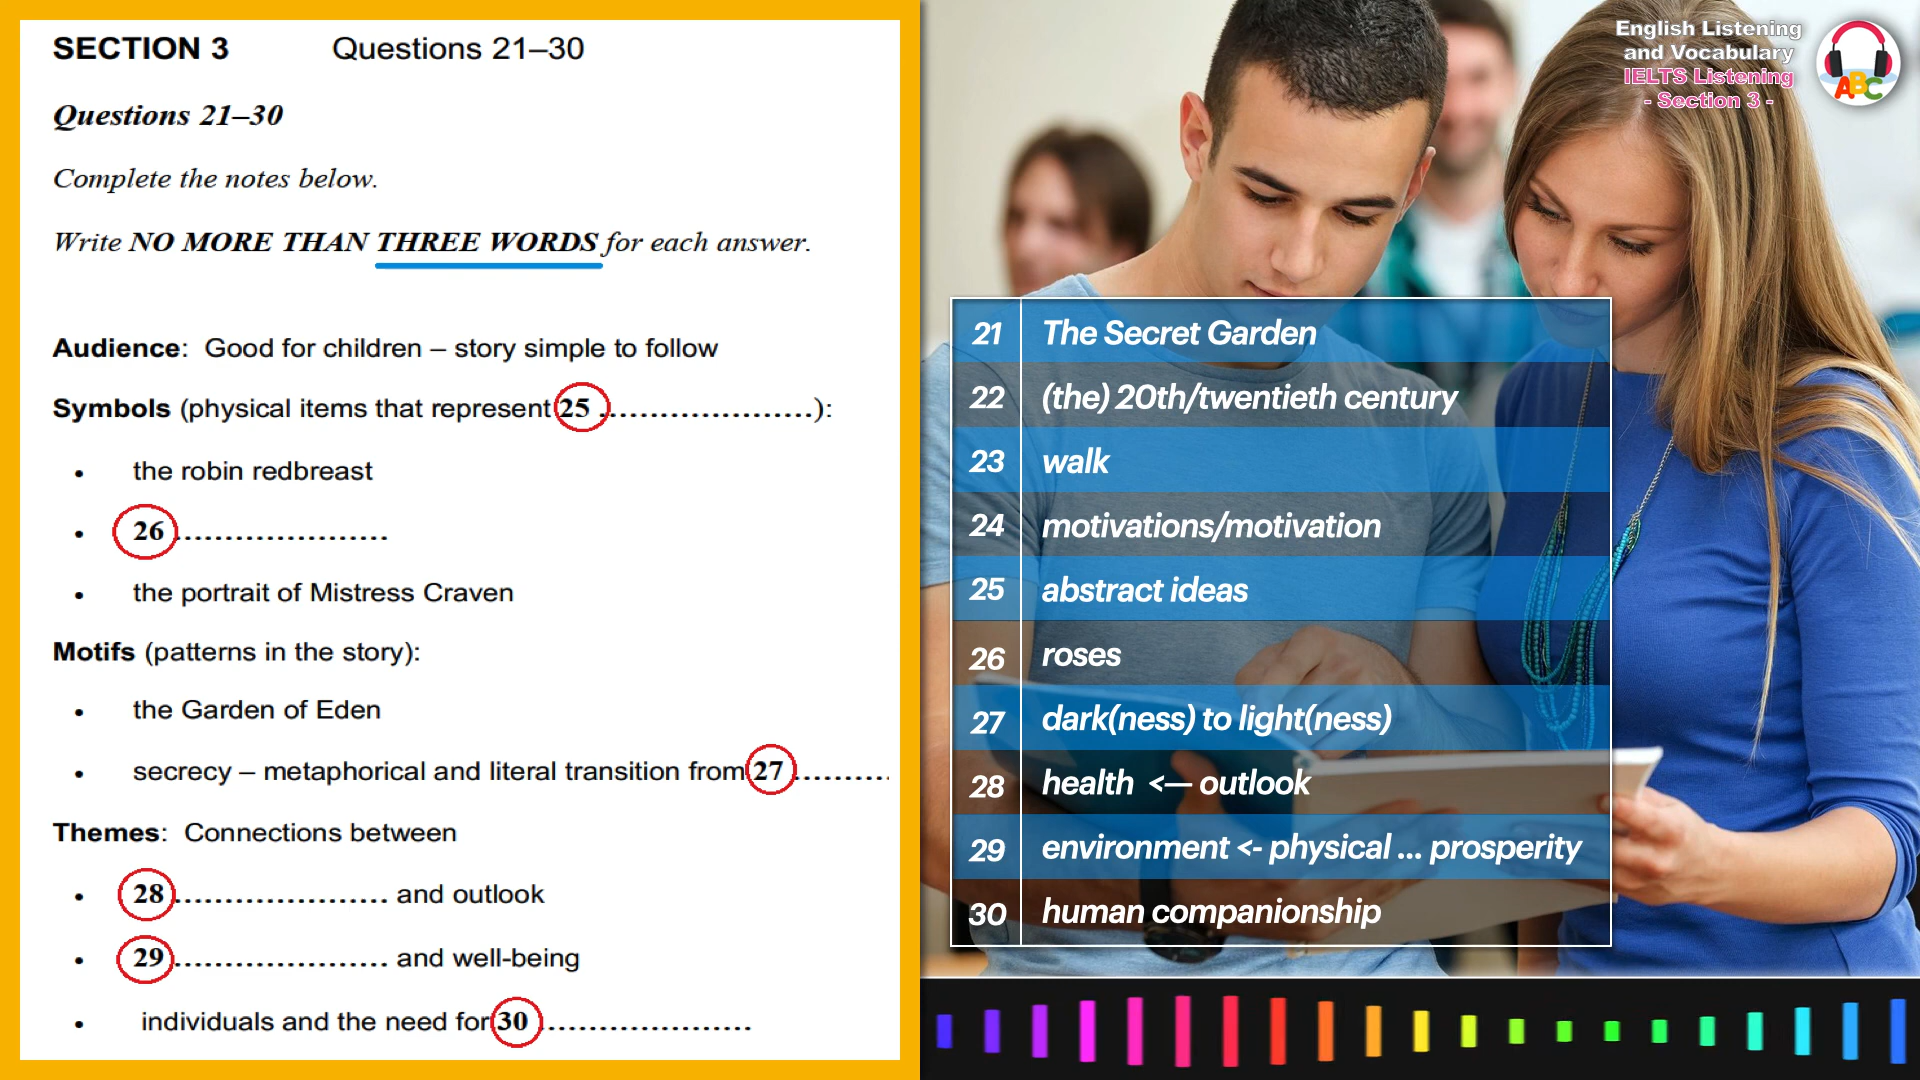 SECTION 3 Questions 21–30
Questions 21–30
Complete the notes below.
Write NO MORE THAN THREE WORDS for each answer.
Audience: Good for children – story simple to follow
Symbols (physical items that represent 25 ......................):
• the robin redbreast
• 26 ......................
• the portrait of Mistress Craven
Motifs (patterns in the story):
• the Garden of Eden
• secrecy – metaphorical and literal transition from 27 ..........
Themes: Connections between
• 28 ...................... and outlook
• 29 ...................... and well-being
• individuals and the need for 30 ......................
English Listening
and Vocabulary
IELTS Listening
- Section 3 -
ABC
21 The Secret Garden
22 (the) 20th/twentieth century
23 walk
24 motivations/motivation
25 abstract ideas
26 roses
27 dark(ness) to light(ness)
28 health <— outlook
29 environment <- physical ... prosperity
30 human companionship